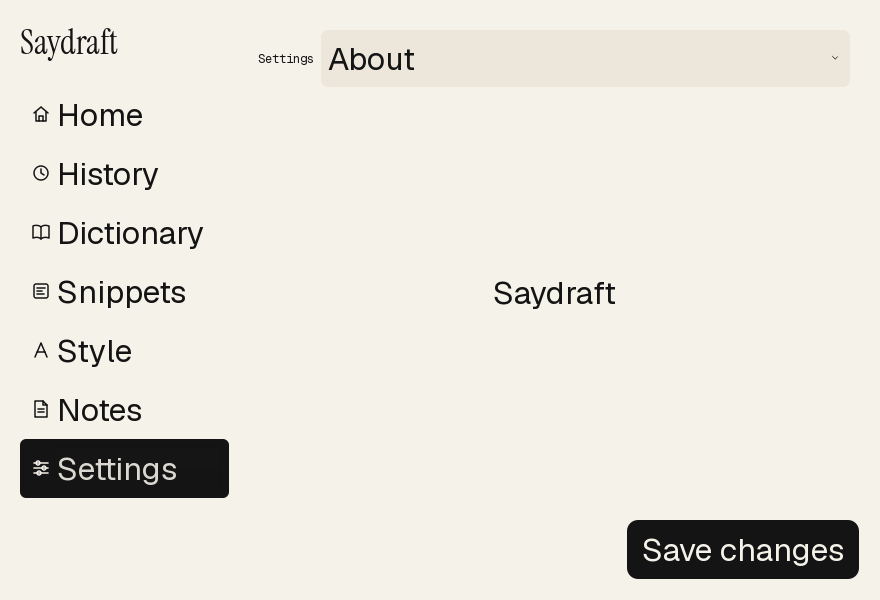 Saydraft
Settings About
Home
History
Dictionary
Snippets
Saydraft
Style
Notes
Settings
Save changes